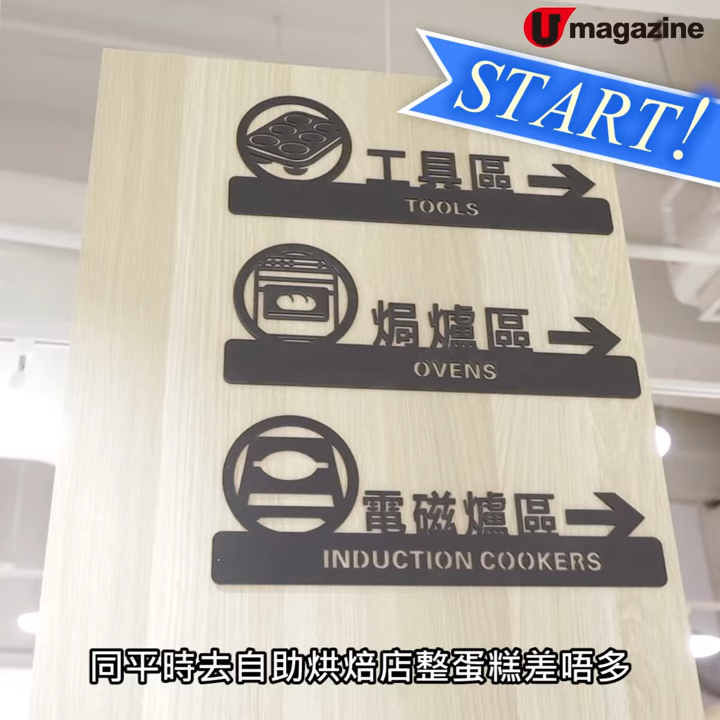 U magazine
START!
工具區
TOOLS
焗爐區
OVENS
電磁爐區
INDUCTION COOKERS
同平時去自助烘焙店整蛋糕差唔多